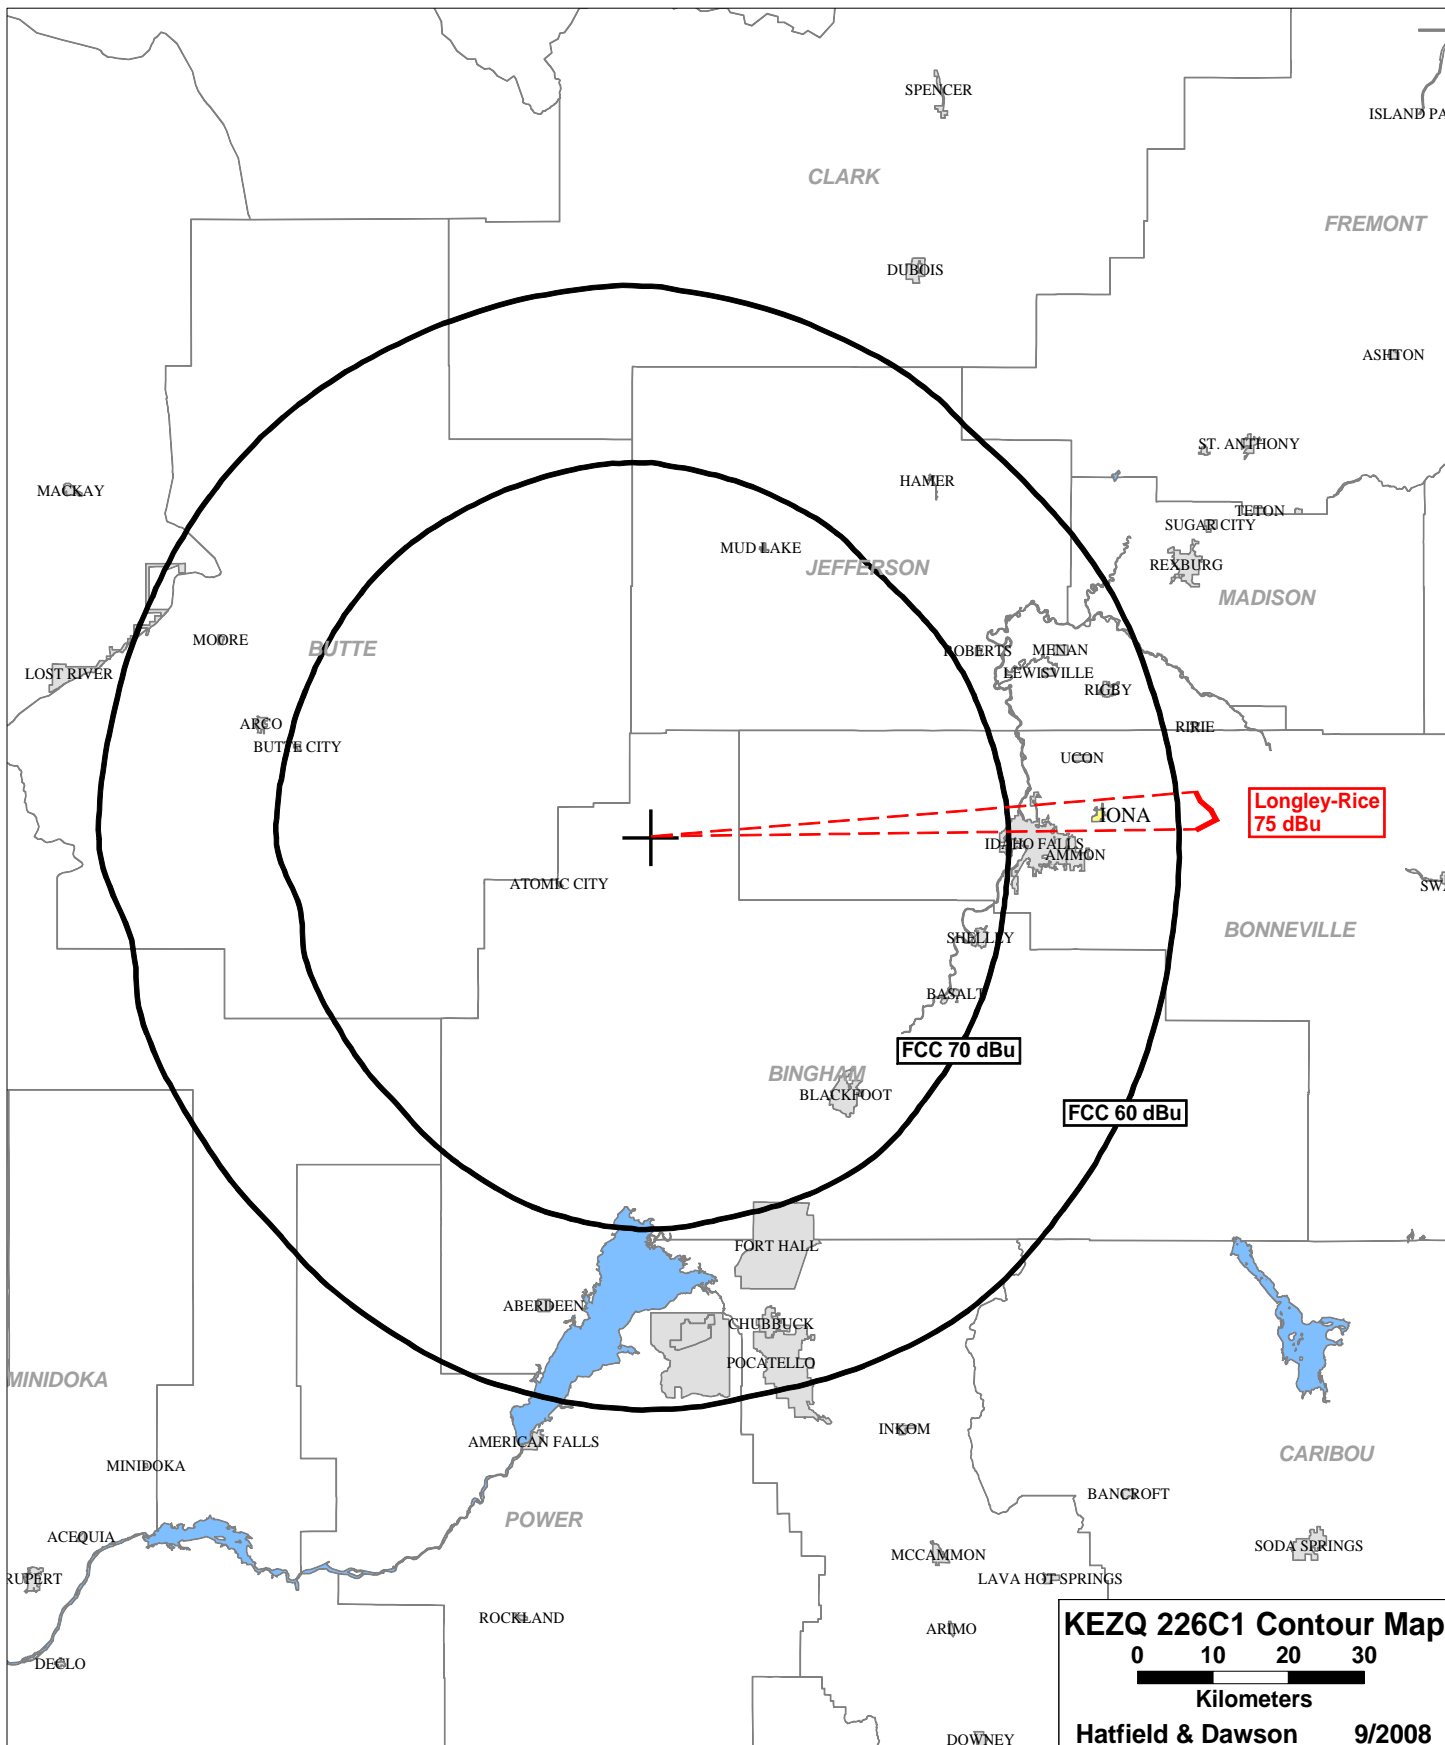 SPENCER
ISLAND PA
CLARK
FREMONT
DUBOIS
ASHTON
ST. ANTHONY
MACKAY
HAMER
TETON
SUGAR CITY
MUD LAKE
JEFFERSON
REXBURG
MADISON
MOORE
BUTTE
ROBERTS
MENAN
LOST RIVER
LEWISVILLE
RIGBY
ARCO
RIRIE
BUTTE CITY
UCON
Longley-Rice
75 dBu
IONA
IDAHO FALLS
AMMON
ATOMIC CITY
SWA
BONNEVILLE
SHELLEY
BASALT
FCC 70 dBu
BINGHAM
BLACKFOOT
FCC 60 dBu
FORT HALL
ABERDEEN
CHUBBUCK
POCATELLO
MINIDOKA
INKOM
AMERICAN FALLS
CARIBOU
MINIDOKA
BANCROFT
POWER
ACEQUIA
SODA SPRINGS
MCCAMMON
RUPERT
LAVA HOT SPRINGS
ROCKLAND
ARIMO
DECLO
DOWNEY
KEZQ 226C1 Contour Map
0 10 20 30
Kilometers
Hatfield & Dawson 9/2008